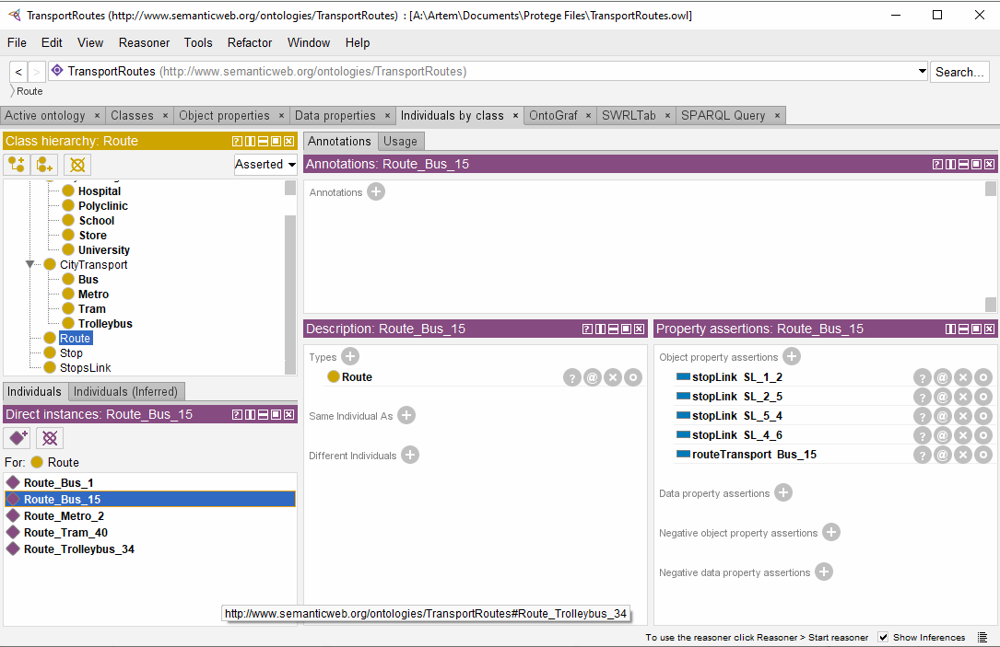 TransportRoutes (http://www.semanticweb.org/ontologies/TransportRoutes) : [A:\Artem\Documents\Protege Files\TransportRoutes.owl]
File Edit View Reasoner Tools Refactor Window Help
< > TransportRoutes (http://www.semanticweb.org/ontologies/TransportRoutes) Search...
Route
Active ontology × Classes × Object properties × Data properties × Individuals by class × OntoGraf × SWRLTab × SPARQL Query ×
Class hierarchy: Route
Asserted
Hospital
Polyclinic
School
Store
University
CityTransport
Bus
Metro
Tram
Trolleybus
Route
Stop
StopsLink
Individuals Individuals (Inferred)
Direct instances: Route_Bus_15
For: Route
Route_Bus_1
Route_Bus_15
Route_Metro_2
Route_Tram_40
Route_Trolleybus_34
Annotations Usage
Annotations: Route_Bus_15
Annotations
Description: Route_Bus_15
Types
Route
Same Individual As
Different Individuals
Property assertions: Route_Bus_15
Object property assertions
stopLink SL_1_2
stopLink SL_2_5
stopLink SL_5_4
stopLink SL_4_6
routeTransport Bus_15
Data property assertions
Negative object property assertions
Negative data property assertions
http://www.semanticweb.org/ontologies/TransportRoutes#Route_Trolleybus_34
To use the reasoner click Reasoner > Start reasoner Show Inferences